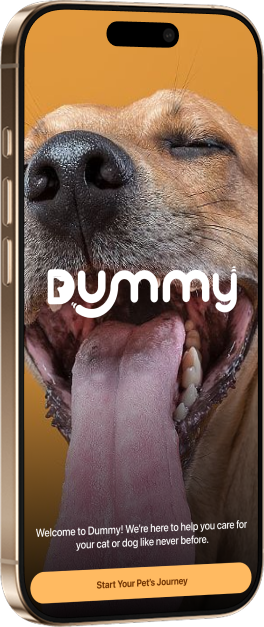 Dummy
Welcome to Dummy! We're here to help you care for
your cat or dog like never before.
Start Your Pet's Journey